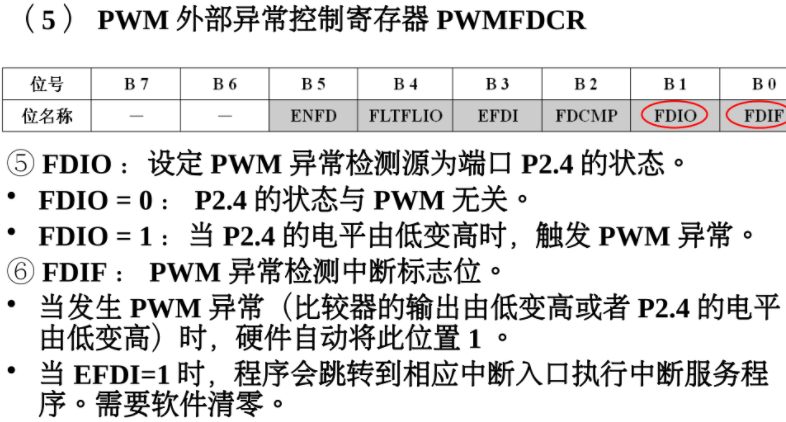 （5） PWM 外部异常控制寄存器 PWMFDCR
位号 B 7 B 6 B 5 B 4 B 3 B 2 B 1 B 0
位名称 — — ENFD FLTFLIO EFDI FDCMP FDIO FDIF
⑤ FDIO ：设定 PWM 异常检测源为端口 P2.4 的状态。
• FDIO = 0 ： P2.4 的状态与 PWM 无关。
• FDIO = 1 ：当 P2.4 的电平由低变高时，触发 PWM 异常。
⑥ FDIF ： PWM 异常检测中断标志位。
• 当发生 PWM 异常（比较器的输出由低变高或者 P2.4 的电平
由低变高）时，硬件自动将此位置 1 。
• 当 EFDI=1 时，程序会跳转到相应中断入口执行中断服务程
序。需要软件清零。